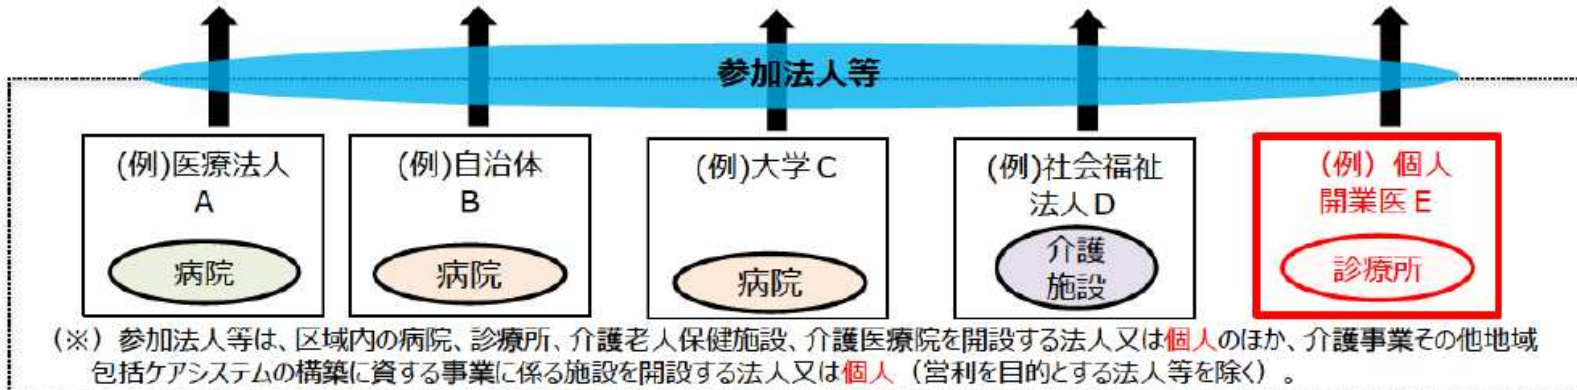 参加法人等
(例)医療法人
A
病院
(例)自治体
B
病院
(例)大学C
病院
(例)社会福祉
法人D
介護
施設
(例)個人
開業医E
診療所
(※)参加法人等は、区域内の病院、診療所、介護老人保健施設、介護医療院を開設する法人又は個人のほか、介護事業その他地域
包括ケアシステムの構築に資する事業に係る施設を開設する法人又は個人(営利を目的とする法人等を除く)。